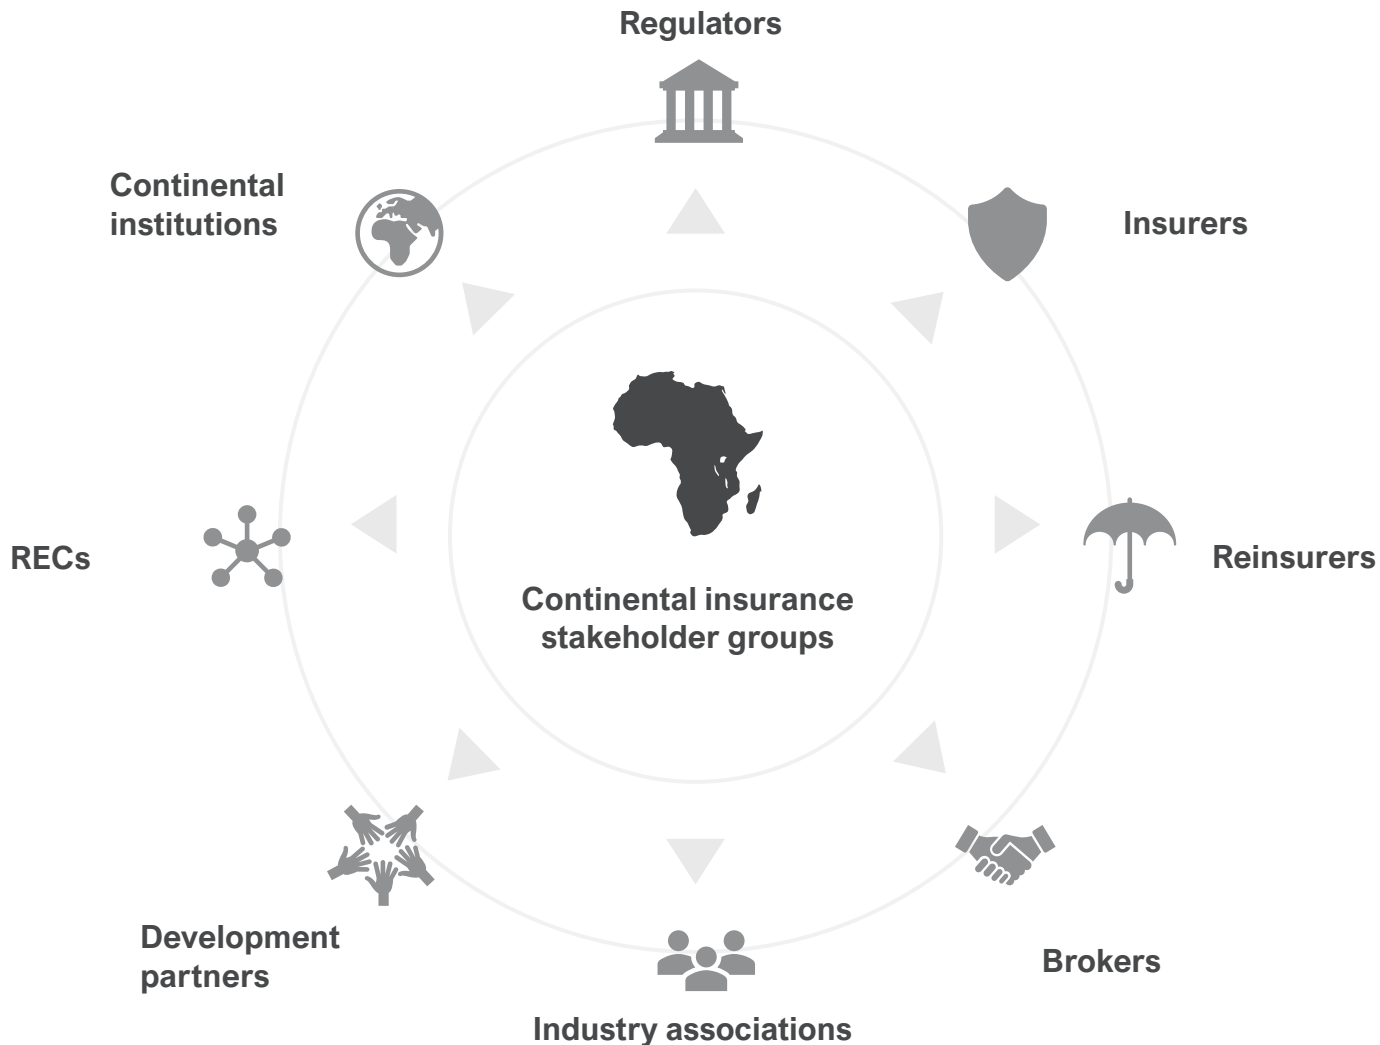 Regulators
Continental
institutions
Insurers
RECs
Reinsurers
Continental insurance
stakeholder groups
Development
partners
Brokers
Industry associations